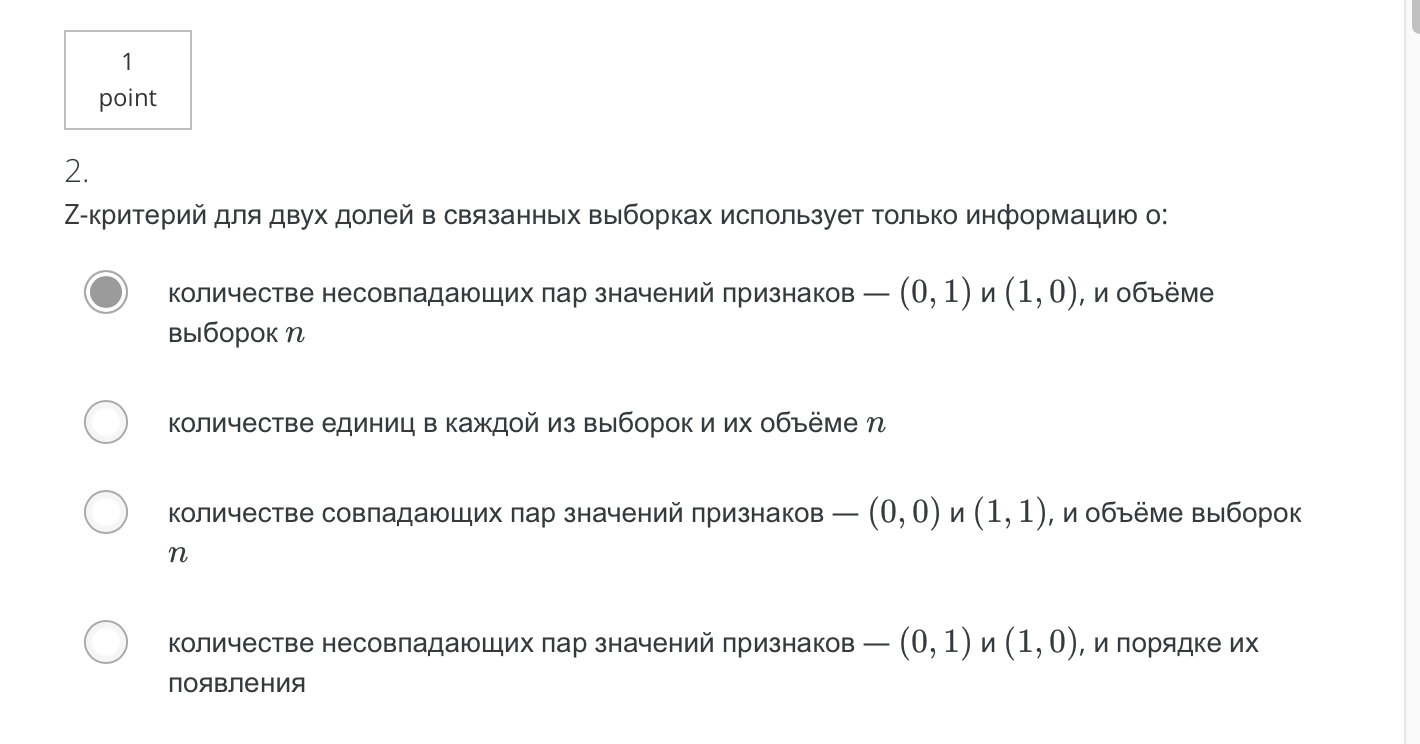 1
point
2.
Z-критерий для двух долей в связанных выборках использует только информацию о:
количестве несовпадающих пар значений признаков — (0, 1) и (1, 0), и объёме
выборок n
количестве единиц в каждой из выборок и их объёме n
количестве совпадающих пар значений признаков — (0, 0) и (1, 1), и объёме выборок
n
количестве несовпадающих пар значений признаков — (0, 1) и (1, 0), и порядке их
появления